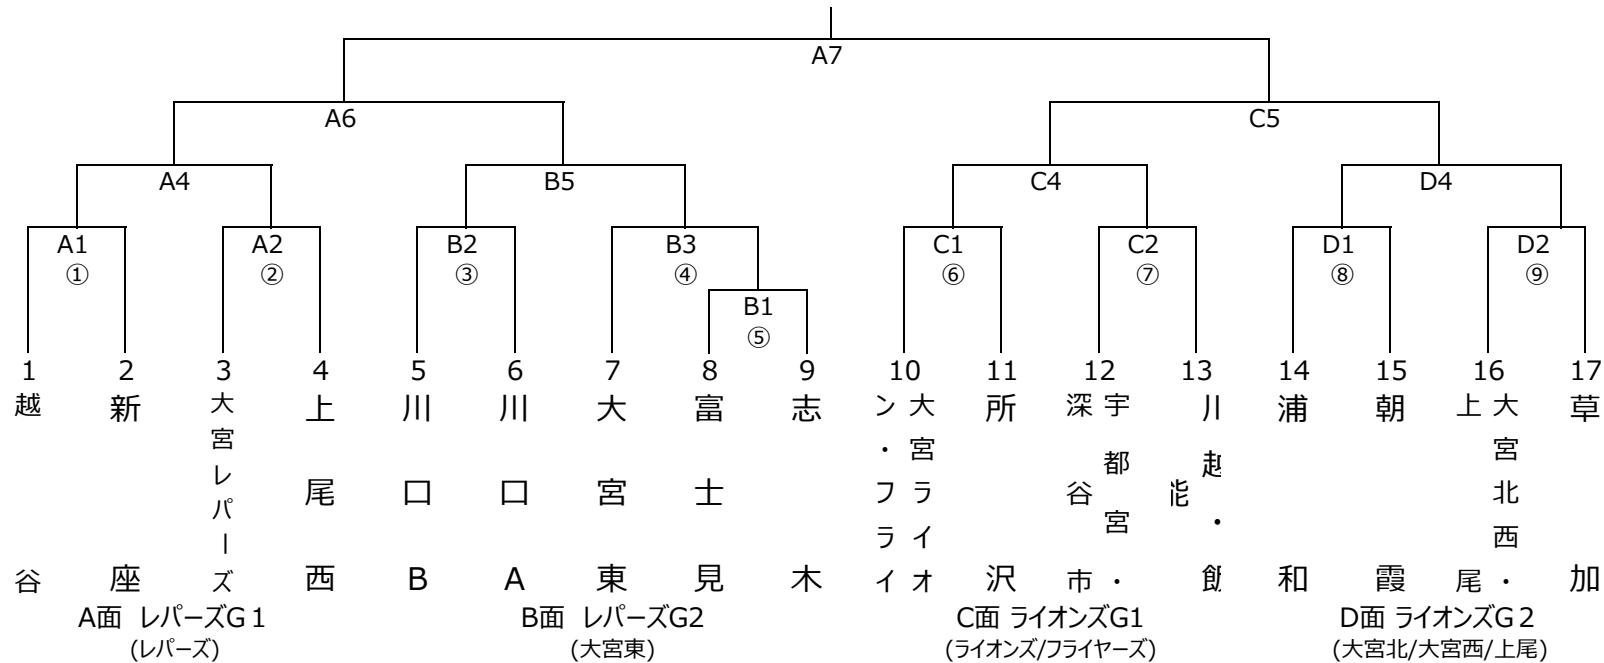 A7
A6 C5
A4 B5 C4 D4
A1 A2 B2 B3 C1 C2 D1 D2
① ② ③ ④ ⑥ ⑦ ⑧ ⑨
B1
⑤
1 2 3 4 5 6 7 8 9 10 11 12 13 14 15 16 17
越谷
新座
大宮レパーズ
上尾西
川口B
川口A
大宮東
富士見
志木
大宮ライオ
ン・フライ
所沢
宇都宮・
深谷市
川越・飯
能
浦和
朝霞
大宮北西・
上尾
草加
A面 レパーズG1 B面 レパーズG2 C面 ライオンズG1 D面 ライオンズG2
(レパーズ) (大宮東) (ライオンズ/フライヤーズ) (大宮北/大宮西/上尾)